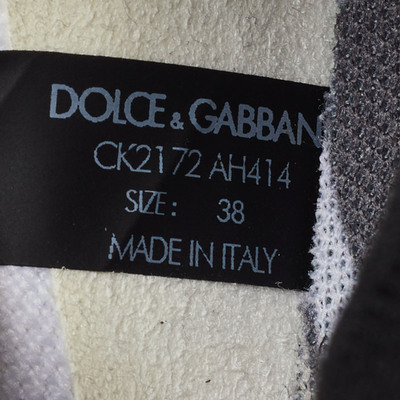 DOLCE & GABBAN
CK2172 AH414
SIZE: 38
MADE IN ITALY